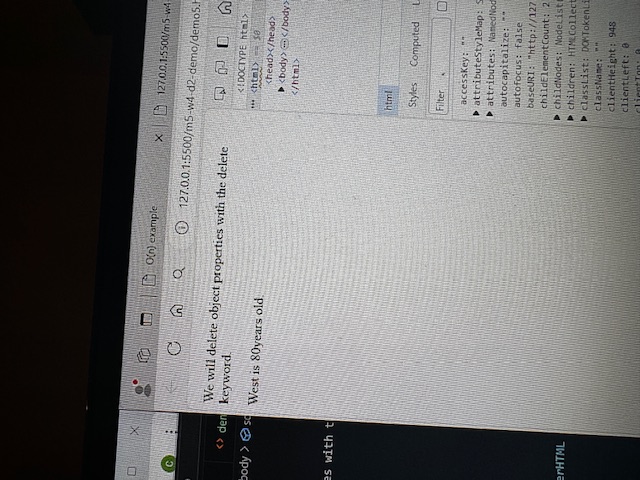 O(n) example
127.0.0.1:5500/m5-w4
127.0.0.1:5500/m5-w4-d2-demo/demo5.h
C
den
body > sc
We will delete object properties with the delete
keyword.
West is 80years old.
es with t
erHTML
<!DOCTYPE html>
<html> == $0
<head></head>
<body> ⋯ </body>
</html>
html
Styles Computed L
Filter
accessKey: ""
attributeStyleMap: S
attributes: NamedNod
autocapitalize: ""
autofocus: false
baseURI: "http://127
childElementCount: 2
childNodes: NodeList(
children: HTMLCollect
classList: DOMTokenLi
className: ""
clientHeight: 948
clientLeft: 0